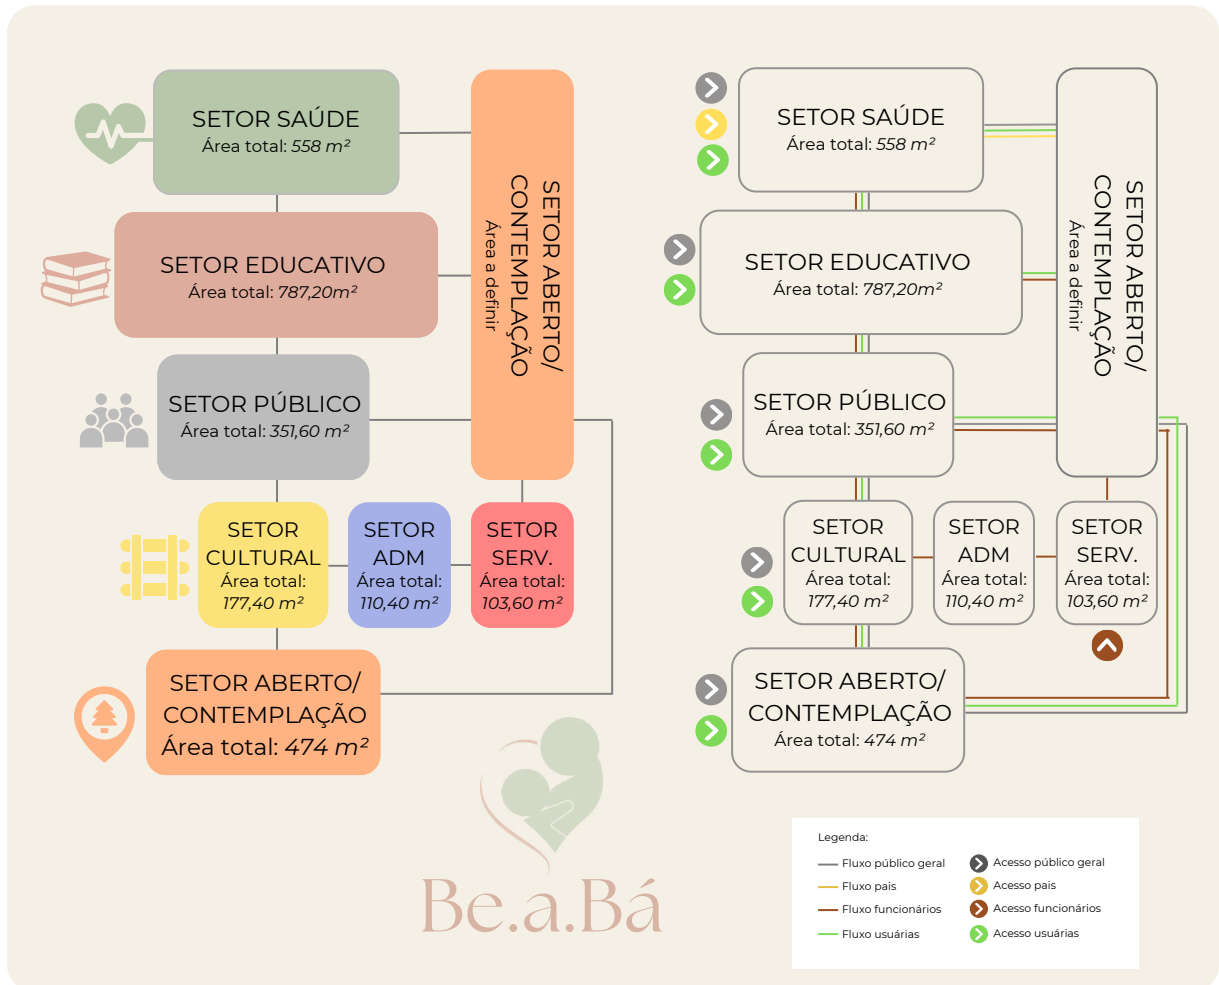 SETOR SAÚDE
Área total: 558 m²
SETOR EDUCATIVO
Área total: 787,20m²
SETOR PÚBLICO
Área total: 351,60 m²
SETOR ABERTO/
CONTEMPLAÇÃO
Área a definir
SETOR
CULTURAL
Área total:
177,40 m²
SETOR
ADM
Área total:
110,40 m²
SETOR
SERV.
Área total:
103,60 m²
SETOR ABERTO/
CONTEMPLAÇÃO
Área total: 474 m²
SETOR SAÚDE
Área total: 558 m²
SETOR EDUCATIVO
Área total: 787,20m²
SETOR PÚBLICO
Área total: 351,60 m²
SETOR ABERTO/
CONTEMPLAÇÃO
Área a definir
SETOR
CULTURAL
Área total:
177,40 m²
SETOR
ADM
Área total:
110,40 m²
SETOR
SERV.
Área total:
103,60 m²
SETOR ABERTO/
CONTEMPLAÇÃO
Área total: 474 m²
Be.a.Bá
Legenda:
Fluxo público geral
Fluxo pais
Fluxo funcionários
Fluxo usuárias
Acesso público geral
Acesso pais
Acesso funcionários
Acesso usuárias